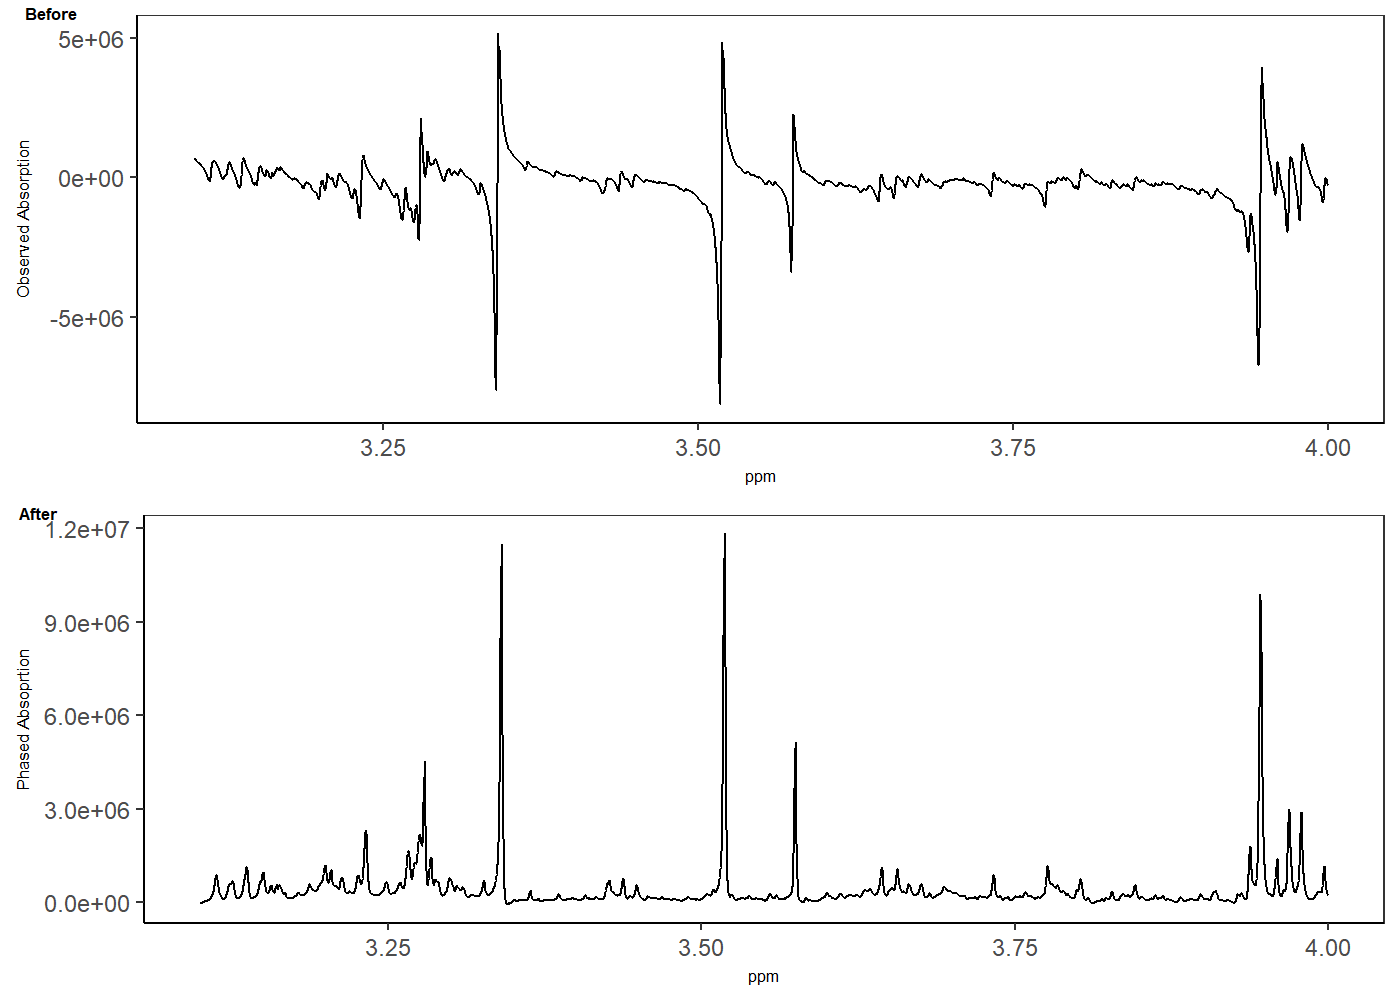 Before
5e+06
0e+00
-5e+06
Observed Absorption
3.25 3.50 3.75 4.00
ppm
After
1.2e+07
9.0e+06
6.0e+06
3.0e+06
0.0e+00
Phased Absoprtion
3.25 3.50 3.75 4.00
ppm